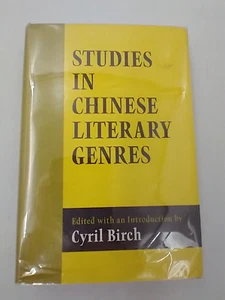 STUDIES
IN
CHINESE
LITERARY
GENRES
Edited with an Introduction by
Cyril Birch